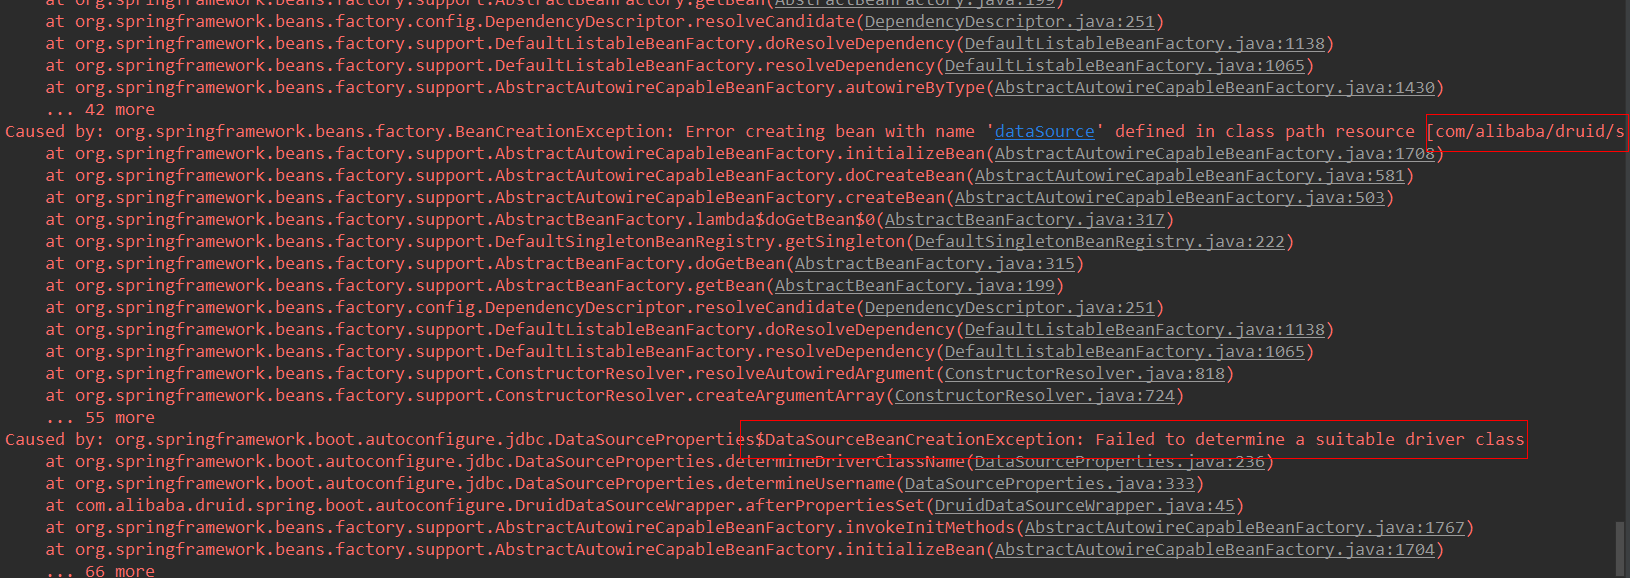 at org.springframework.beans.factory.support.AbstractBeanFactory.getBean(AbstractBeanFactory.java:199)
at org.springframework.beans.factory.config.DependencyDescriptor.resolveCandidate(DependencyDescriptor.java:251)
at org.springframework.beans.factory.support.DefaultListableBeanFactory.doResolveDependency(DefaultListableBeanFactory.java:1138)
at org.springframework.beans.factory.support.DefaultListableBeanFactory.resolveDependency(DefaultListableBeanFactory.java:1065)
at org.springframework.beans.factory.support.AbstractAutowireCapableBeanFactory.autowireByType(AbstractAutowireCapableBeanFactory.java:1430)
... 42 more
Caused by: org.springframework.beans.factory.BeanCreationException: Error creating bean with name 'dataSource' defined in class path resource [com/alibaba/druid/s
at org.springframework.beans.factory.support.AbstractAutowireCapableBeanFactory.initializeBean(AbstractAutowireCapableBeanFactory.java:1708)
at org.springframework.beans.factory.support.AbstractAutowireCapableBeanFactory.doCreateBean(AbstractAutowireCapableBeanFactory.java:581)
at org.springframework.beans.factory.support.AbstractAutowireCapableBeanFactory.createBean(AbstractAutowireCapableBeanFactory.java:503)
at org.springframework.beans.factory.support.AbstractBeanFactory.lambda$doGetBean$0(AbstractBeanFactory.java:317)
at org.springframework.beans.factory.support.DefaultSingletonBeanRegistry.getSingleton(DefaultSingletonBeanRegistry.java:222)
at org.springframework.beans.factory.support.AbstractBeanFactory.doGetBean(AbstractBeanFactory.java:315)
at org.springframework.beans.factory.support.AbstractBeanFactory.getBean(AbstractBeanFactory.java:199)
at org.springframework.beans.factory.config.DependencyDescriptor.resolveCandidate(DependencyDescriptor.java:251)
at org.springframework.beans.factory.support.DefaultListableBeanFactory.doResolveDependency(DefaultListableBeanFactory.java:1138)
at org.springframework.beans.factory.support.DefaultListableBeanFactory.resolveDependency(DefaultListableBeanFactory.java:1065)
at org.springframework.beans.factory.support.ConstructorResolver.resolveAutowiredArgument(ConstructorResolver.java:818)
at org.springframework.beans.factory.support.ConstructorResolver.createArgumentArray(ConstructorResolver.java:724)
... 55 more
Caused by: org.springframework.boot.autoconfigure.jdbc.DataSourceProperties$DataSourceBeanCreationException: Failed to determine a suitable driver class
at org.springframework.boot.autoconfigure.jdbc.DataSourceProperties.determineDriverClassName(DataSourceProperties.java:236)
at org.springframework.boot.autoconfigure.jdbc.DataSourceProperties.determineUsername(DataSourceProperties.java:333)
at com.alibaba.druid.spring.boot.autoconfigure.DruidDataSourceWrapper.afterPropertiesSet(DruidDataSourceWrapper.java:45)
at org.springframework.beans.factory.support.AbstractAutowireCapableBeanFactory.invokeInitMethods(AbstractAutowireCapableBeanFactory.java:1767)
at org.springframework.beans.factory.support.AbstractAutowireCapableBeanFactory.initializeBean(AbstractAutowireCapableBeanFactory.java:1704)
... 66 more